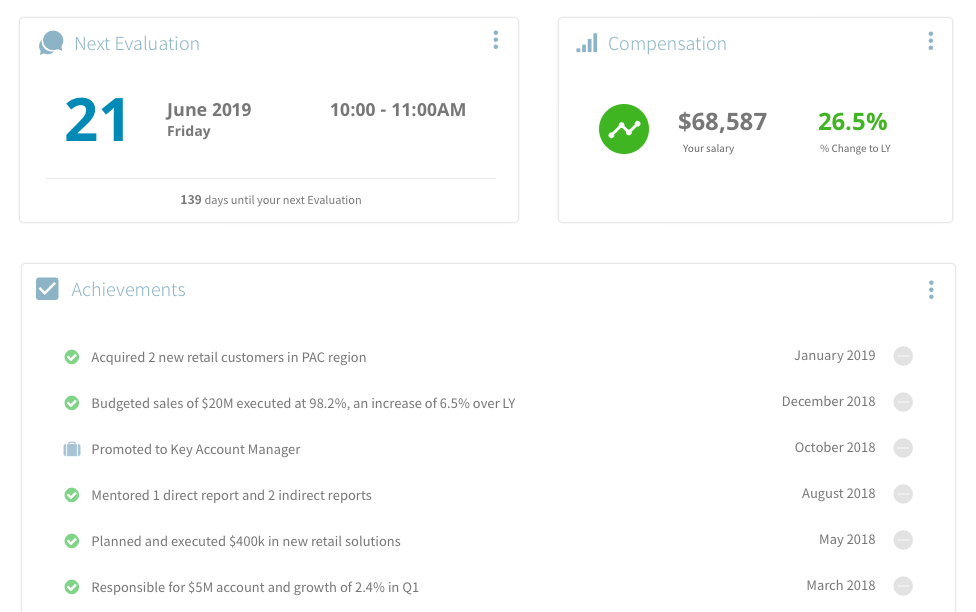 Next Evaluation
21
June 2019
Friday
10:00 - 11:00AM
139 days until your next Evaluation
Compensation
$68,587
Your salary
26.5%
% Change to LY
Achievements
Acquired 2 new retail customers in PAC region
January 2019
Budgeted sales of $20M executed at 98.2%, an increase of 6.5% over LY
December 2018
Promoted to Key Account Manager
October 2018
Mentored 1 direct report and 2 indirect reports
August 2018
Planned and executed $400k in new retail solutions
May 2018
Responsible for $5M account and growth of 2.4% in Q1
March 2018